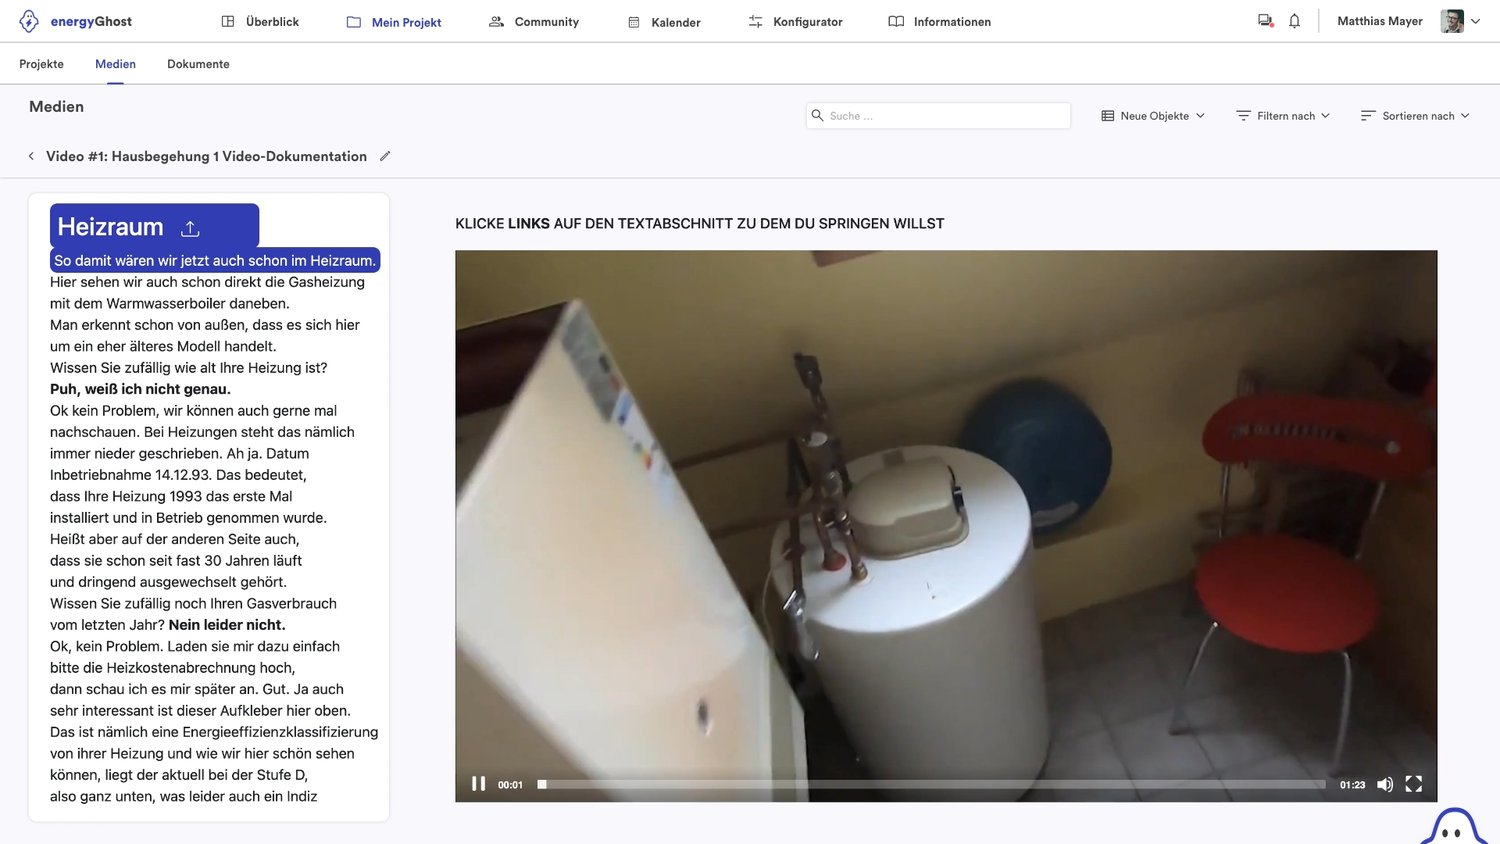 energyGhost
Überblick
Mein Projekt
Community
Kalender
Konfigurator
Informationen
Matthias Mayer
Projekte
Medien
Dokumente
Medien
Suche ...
Neue Objekte
Filtern nach
Sortieren nach
Video #1: Hausbegehung 1 Video-Dokumentation
Heizraum
So damit wären wir jetzt auch schon im Heizraum.
Hier sehen wir auch schon direkt die Gasheizung
mit dem Warmwasserboiler daneben.
Man erkennt schon von außen, dass es sich hier
um ein eher älteres Modell handelt.
Wissen Sie zufällig wie alt Ihre Heizung ist?
Puh, weiß ich nicht genau.
Ok kein Problem, wir können auch gerne mal
nachschauen. Bei Heizungen steht das nämlich
immer nieder geschrieben. Ah ja. Datum
Inbetriebnahme 14.12.93. Das bedeutet,
dass Ihre Heizung 1993 das erste Mal
installiert und in Betrieb genommen wurde.
Heißt aber auf der anderen Seite auch,
dass sie schon seit fast 30 Jahren läuft
und dringend ausgewechselt gehört.
Wissen Sie zufällig noch Ihren Gasverbrauch
vom letzten Jahr? Nein leider nicht.
Ok, kein Problem. Laden sie mir dazu einfach
bitte die Heizkostenabrechnung hoch,
dann schau ich es mir später an. Gut. Ja auch
sehr interessant ist dieser Aufkleber hier oben.
Das ist nämlich eine Energieeffizienzklassifizierung
von ihrer Heizung und wie wir hier schön sehen
können, liegt der aktuell bei der Stufe D,
also ganz unten, was leider auch ein Indiz
KLICKE LINKS AUF DEN TEXTABSCHNITT ZU DEM DU SPRINGEN WILLST
00:01
01:23